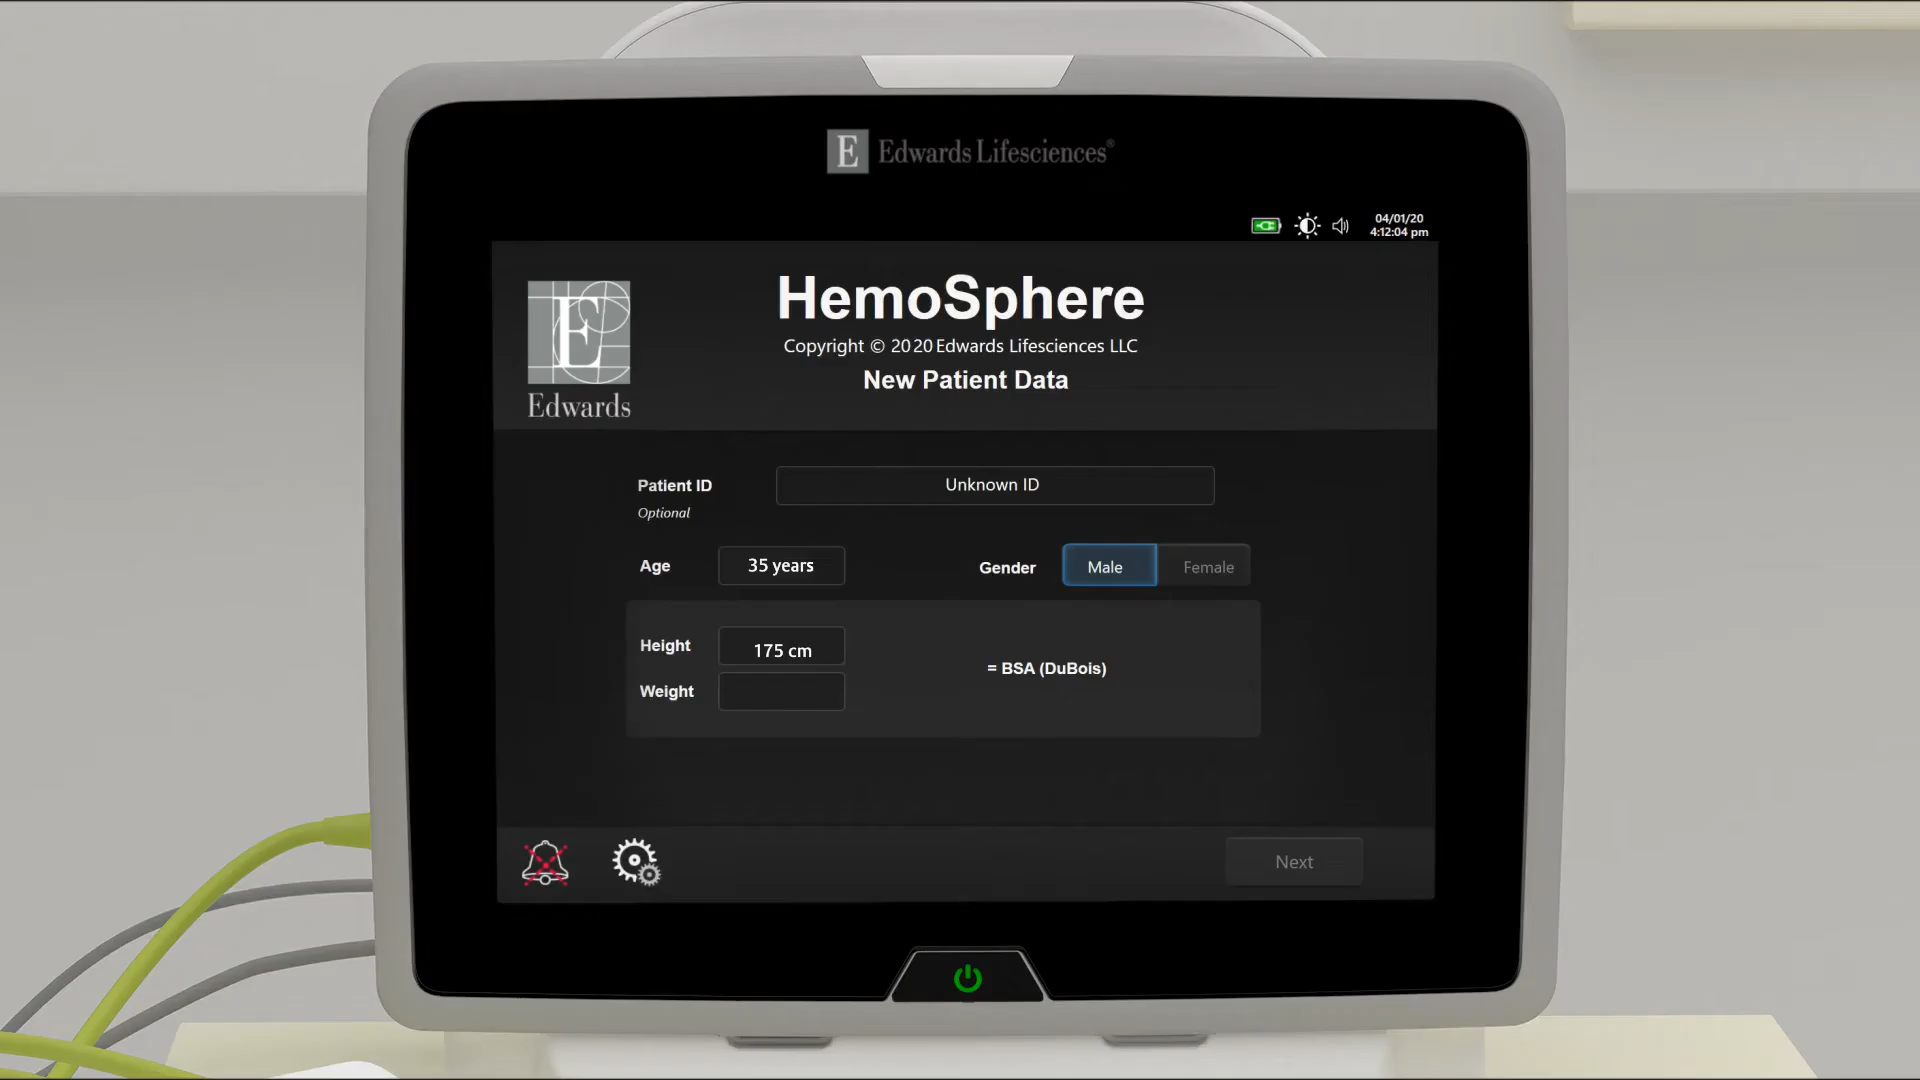 E Edwards Lifesciences®
04/01/20
4:12:04 pm
E
Edwards
HemoSphere
Copyright © 2020 Edwards Lifesciences LLC
New Patient Data
Patient ID
Unknown ID
Optional
Age
35 years
Gender
Male
Female
Height
175 cm
= BSA (DuBois)
Weight
Next